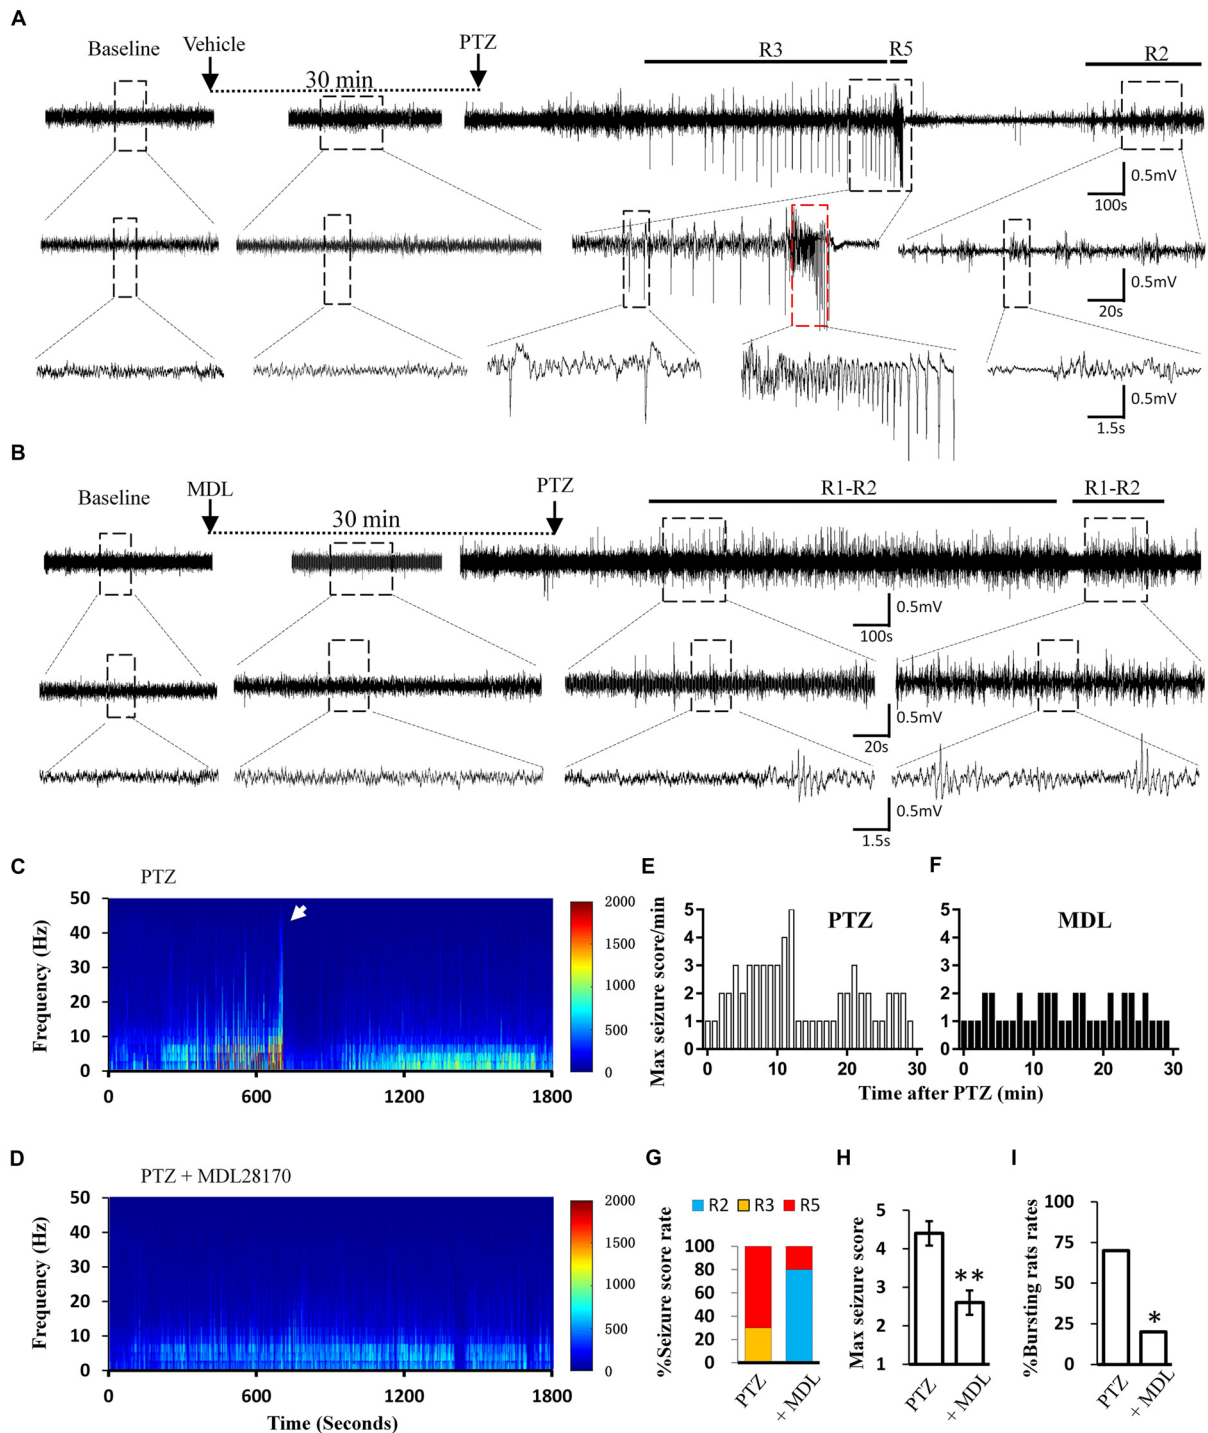 A
Baseline Vehicle 30 min PTZ R3 R5 R2
0.5mV
100s
0.5mV
20s
0.5mV
1.5s
B
Baseline MDL 30 min PTZ R1-R2 R1-R2
0.5mV
100s
0.5mV
20s
0.5mV
1.5s
C
PTZ
Frequency (Hz)
50
40
30
20
10
0
0 600 1200 1800
2000
1500
1000
500
0
E
PTZ
Max seizure score/min
5
4
3
2
1
0 10 20 30
F
MDL
5
4
3
2
1
0 10 20 30
Time after PTZ (min)
D
PTZ + MDL28170
Frequency (Hz)
50
40
30
20
10
0
0 600 1200 1800
Time (Seconds)
2000
1500
1000
500
0
G
R2 R3 R5
%Seizure score rate
100
80
60
40
20
0
PTZ + MDL
H
Max seizure score
5
4
3
2
1
**
PTZ + MDL
I
%Bursting rats rates
100
75
50
25
0
*
PTZ + MDL